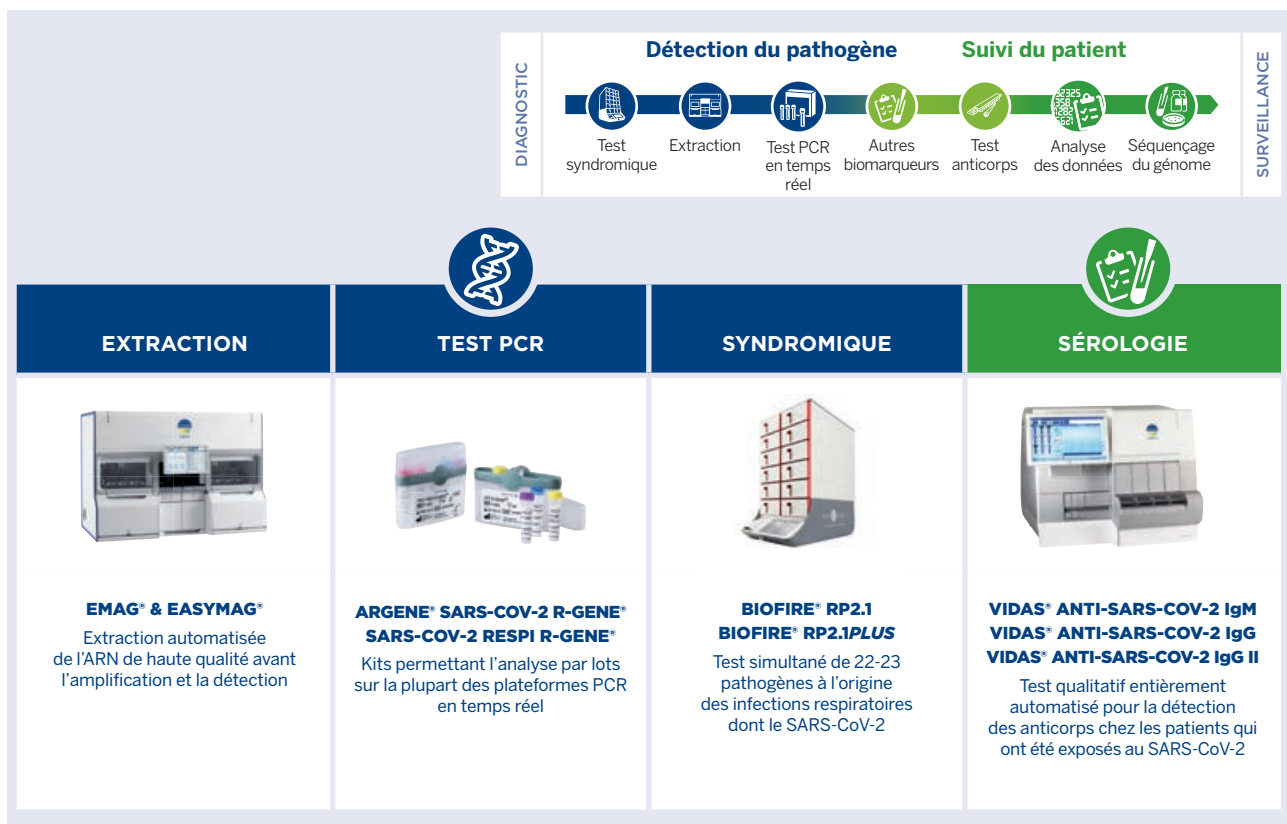 DIAGNOSTIC
Détection du pathogène
Suivi du patient
SURVEILLANCE
Test
syndromique
Extraction
Test PCR
en temps
réel
Autres
biomarqueurs
Test
anticorps
Analyse
des données
Séquençage
du génome
EXTRACTION
TEST PCR
SYNDROMIQUE
SÉROLOGIE
EMAG® & EASYMAG®
Extraction automatisée
de l'ARN de haute qualité avant
l'amplification et la détection
ARGENE® SARS-COV-2 R-GENE®
SARS-COV-2 RESPI R-GENE®
Kits permettant l'analyse par lots
sur la plupart des plateformes PCR
en temps réel
BIOFIRE® RP2.1
BIOFIRE® RP2.1PLUS
Test simultané de 22-23
pathogènes à l'origine
des infections respiratoires
dont le SARS-CoV-2
VIDAS® ANTI-SARS-COV-2 IgM
VIDAS® ANTI-SARS-COV-2 IgG
VIDAS® ANTI-SARS-COV-2 IgG II
Test qualitatif entièrement
automatisé pour la détection
des anticorps chez les patients qui
ont été exposés au SARS-CoV-2